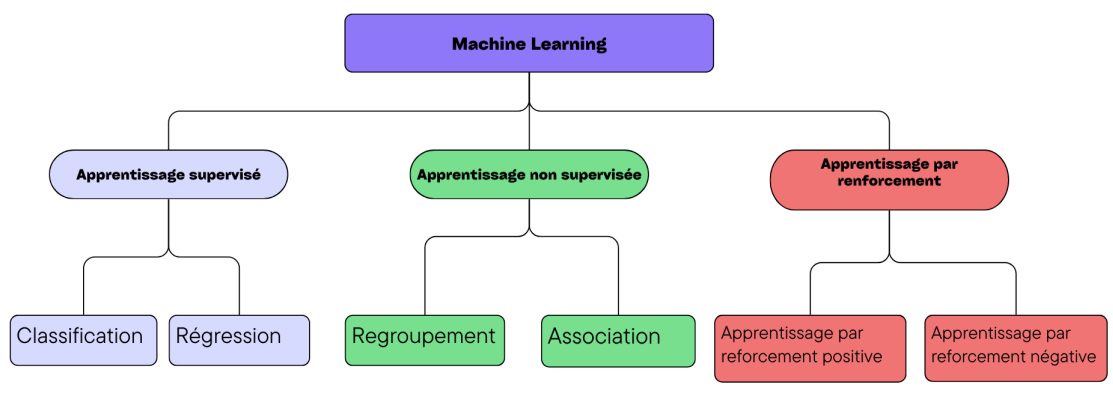 Machine Learning
Apprentissage supervisé
Apprentissage non supervisée
Apprentissage par
renforcement
Classification
Régression
Regroupement
Association
Apprentissage par
reforcement positive
Apprentissage par
reforcement négative